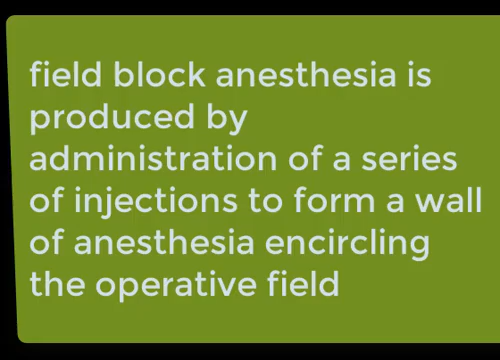 field block anesthesia is
produced by
administration of a series
of injections to form a wall
of anesthesia encircling
the operative field